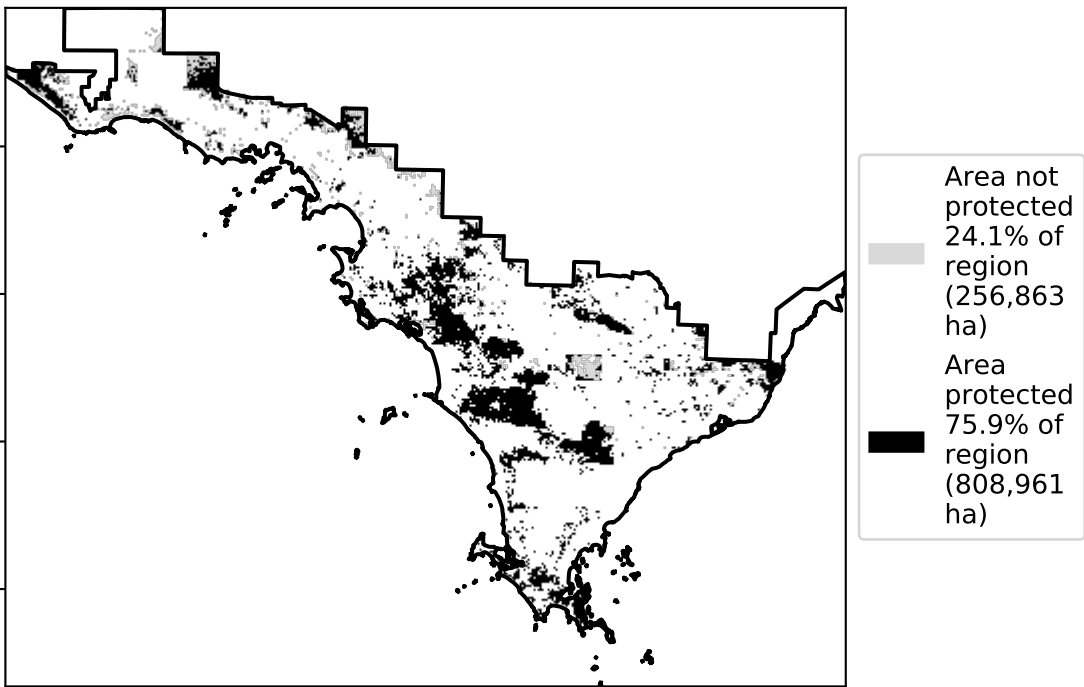 Area not
protected
24.1% of
region
(256,863
ha)
Area
protected
75.9% of
region
(808,961
ha)